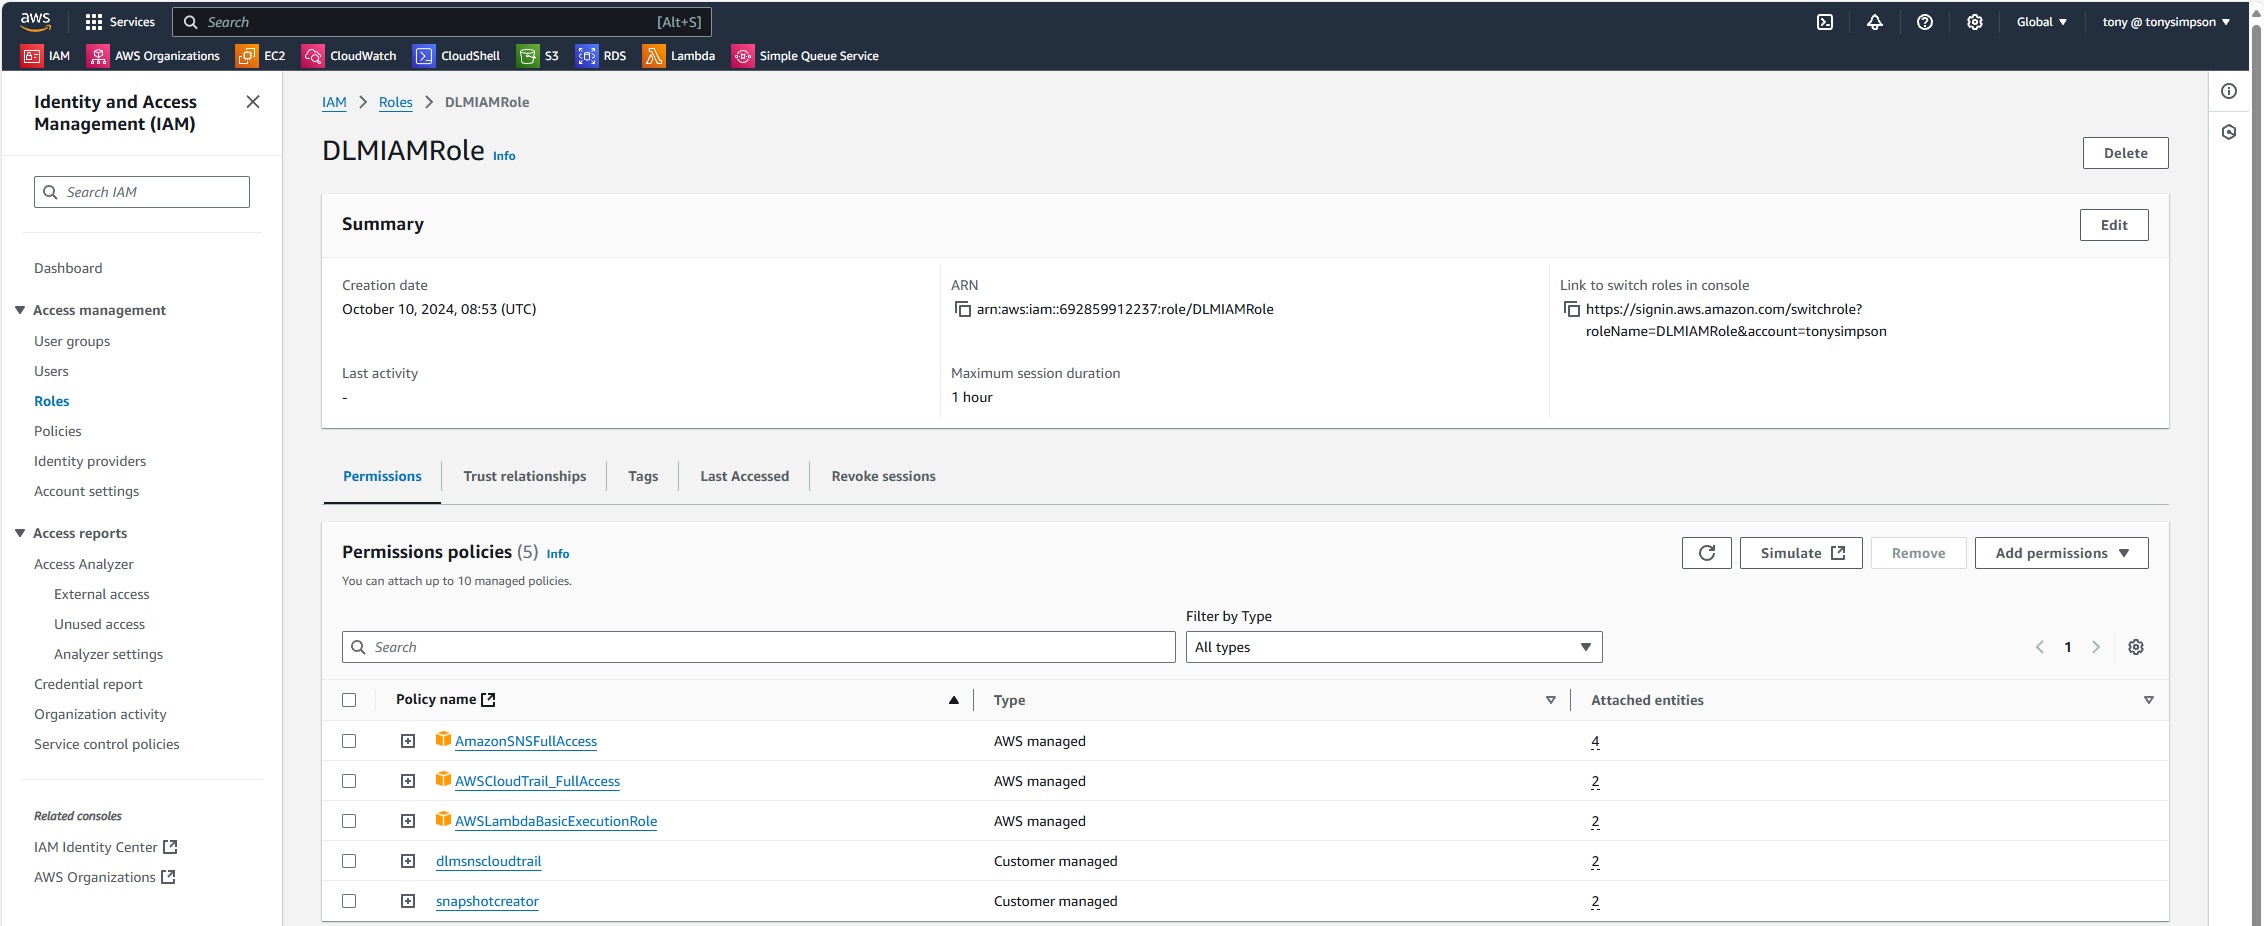 aws
Services
Search
[Alt+S]
Global
tony @ tonysimpson
IAM
AWS Organizations
EC2
CloudWatch
CloudShell
S3
RDS
Lambda
Simple Queue Service
Identity and Access
Management (IAM)
Search IAM
Dashboard
Access management
User groups
Users
Roles
Policies
Identity providers
Account settings
Access reports
Access Analyzer
External access
Unused access
Analyzer settings
Credential report
Organization activity
Service control policies
Related consoles
IAM Identity Center
AWS Organizations
IAM > Roles > DLMIAMRole
DLMIAMRole Info
Delete
Summary
Edit
Creation date
October 10, 2024, 08:53 (UTC)
ARN
arn:aws:iam::692859912237:role/DLMIAMRole
Link to switch roles in console
https://signin.aws.amazon.com/switchrole?
roleName=DLMIAMRole&account=tonysimpson
Last activity
-
Maximum session duration
1 hour
Permissions
Trust relationships
Tags
Last Accessed
Revoke sessions
Permissions policies (5) Info
You can attach up to 10 managed policies.
Simulate
Remove
Add permissions
Filter by Type
Search
All types
1
Policy name
Type
Attached entities
AmazonSNSFullAccess
AWS managed
4
AWSCloudTrail_FullAccess
AWS managed
2
AWSLambdaBasicExecutionRole
AWS managed
2
dlmsnscloudtrail
Customer managed
2
snapshotcreator
Customer managed
2